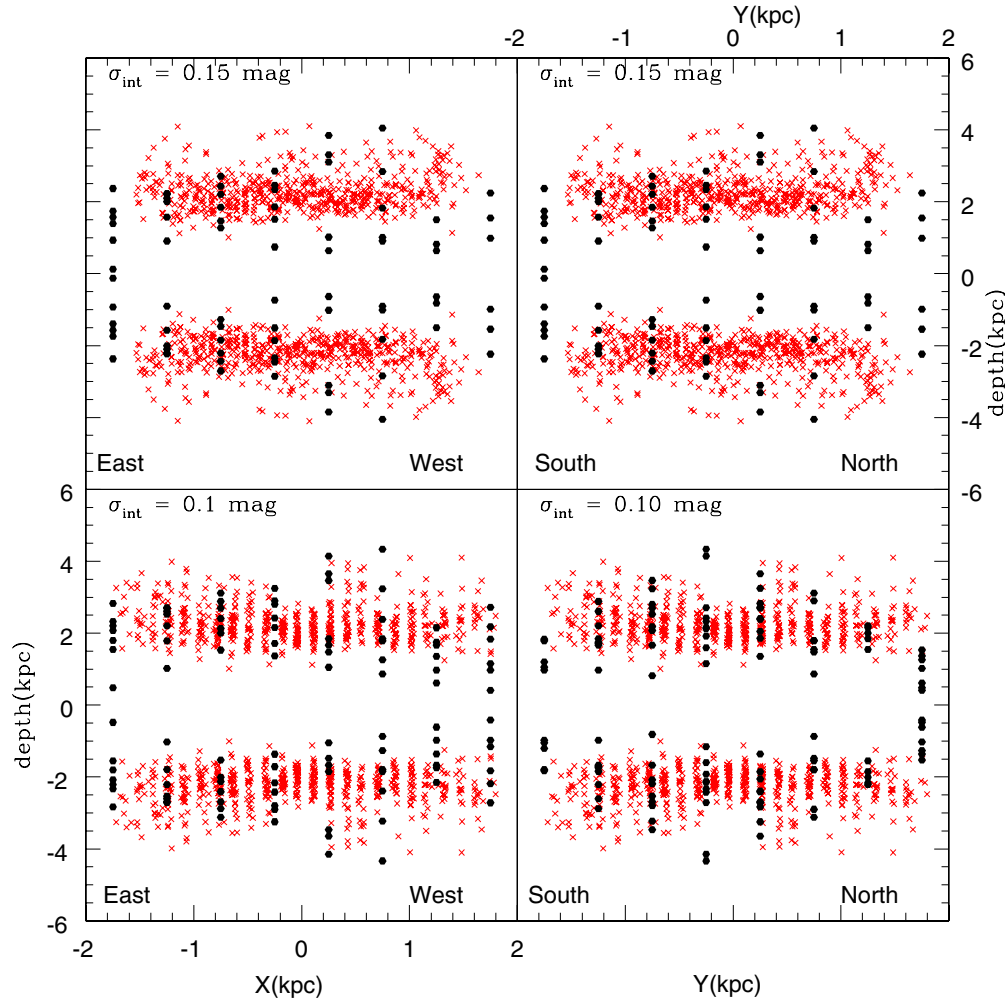 Y(kpc)
-2 -1 0 1 2
σint = 0.15 mag
σint = 0.15 mag
6
4
2
0
-2
-4
-6
depth(kpc)
East West
South North
σint = 0.1 mag
σint = 0.10 mag
6
4
2
0
-2
-4
-6
depth(kpc)
East West
South North
-2 -1 0 1 2
X(kpc)
Y(kpc)